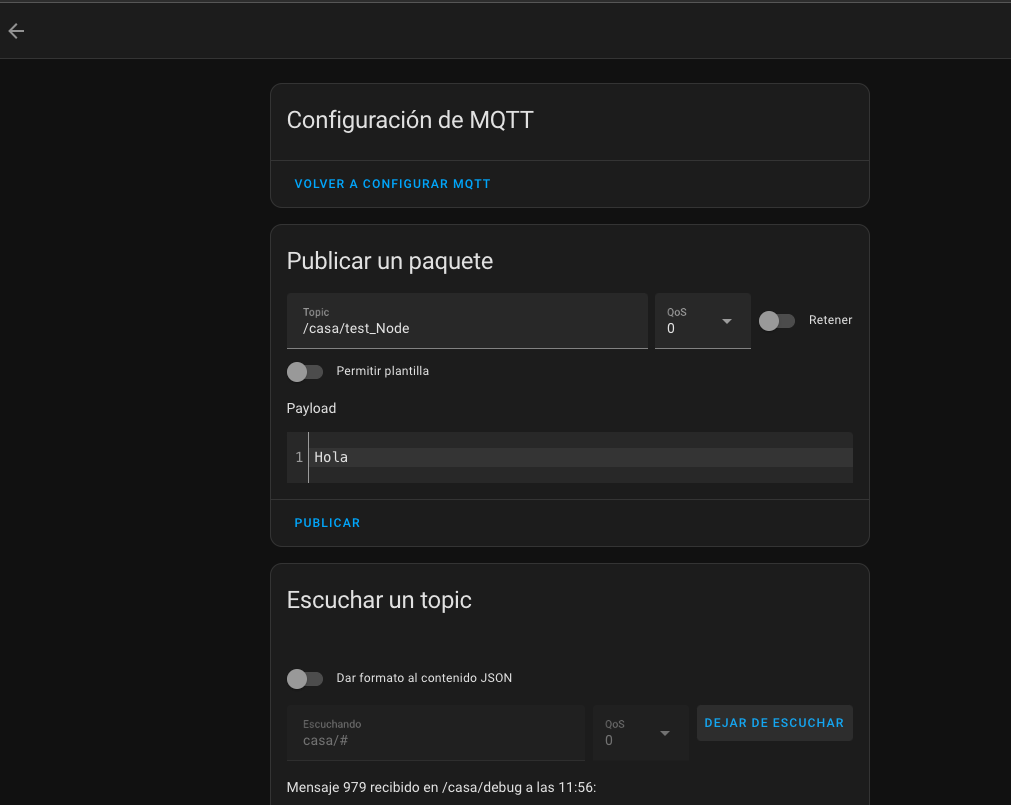 Configuración de MQTT
VOLVER A CONFIGURAR MQTT
Publicar un paquete
Topic
/casa/test_Node
QoS
0
Retener
Permitir plantilla
Payload
1 Hola
PUBLICAR
Escuchar un topic
Dar formato al contenido JSON
Escuchando
casa/#
QoS
0
DEJAR DE ESCUCHAR
Mensaje 979 recibido en /casa/debug a las 11:56: